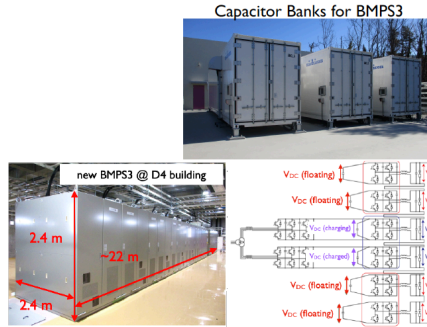 Capacitor Banks for BMPS3
new BMPS3 @ D4 building
2.4 m
~22 m
2.4 m
VDC (floating)
VDC (floating)
VDC (charging)
VDC (charged)
VDC (floating)
VDC (floating)